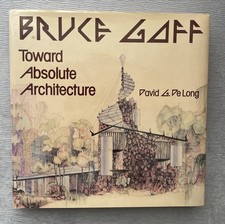 BRUCE GOFF
Toward
Absolute
Architecture
David G. De Long